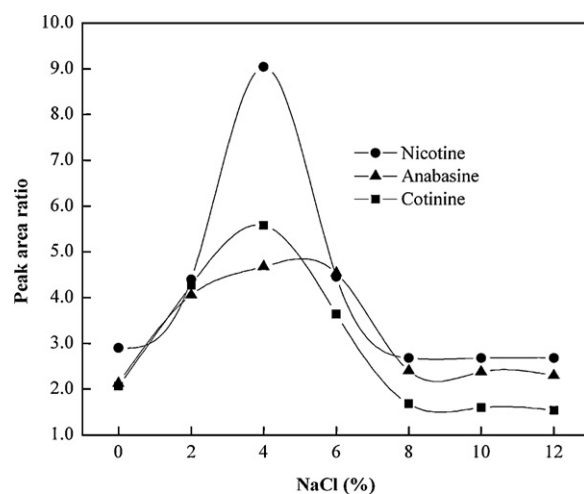 10.0
9.0
8.0
7.0
6.0
5.0
4.0
3.0
2.0
1.0
Peak area ratio
Nicotine
Anabasine
Cotinine
0 2 4 6 8 10 12
NaCl (%)